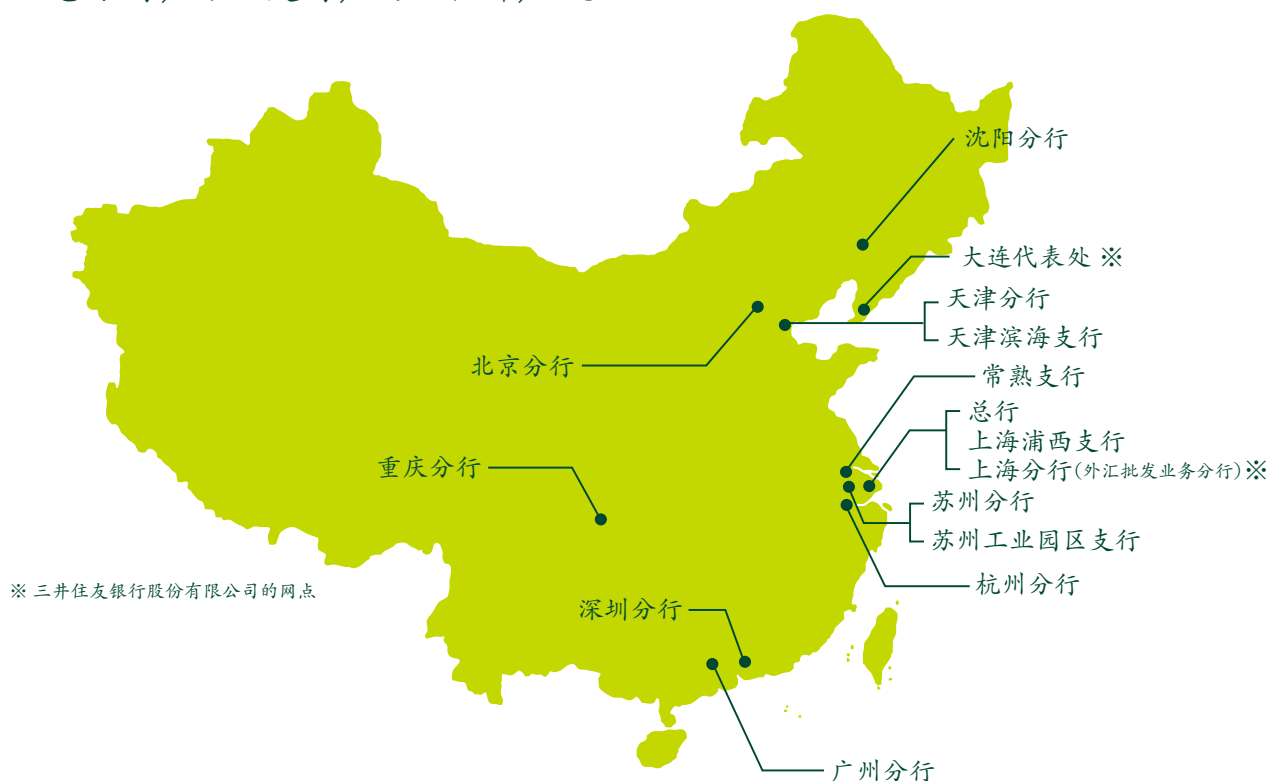 沈阳分行
大连代表处 ※
天津分行
天津滨海支行
北京分行
常熟支行
总行
上海浦西支行
上海分行(外汇批发业务分行)※
重庆分行
苏州分行
苏州工业园区支行
杭州分行
※ 三井住友银行股份有限公司的网点
深圳分行
广州分行